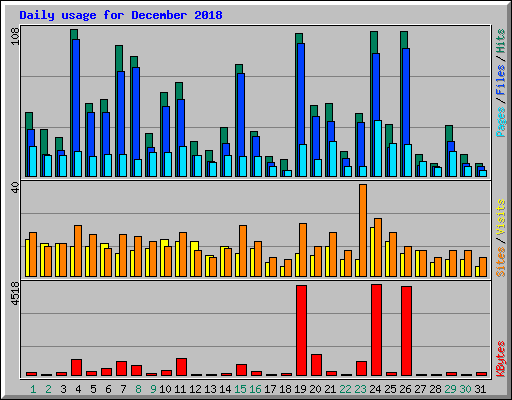 Daily usage for December 2018
108
Pages / Files / Hits
40
Sites / Visits
4518
KBytes
1 2 3 4 5 6 7 8 9 10 11 12 13 14 15 16 17 18 19 20 21 22 23 24 25 26 27 28 29 30 31